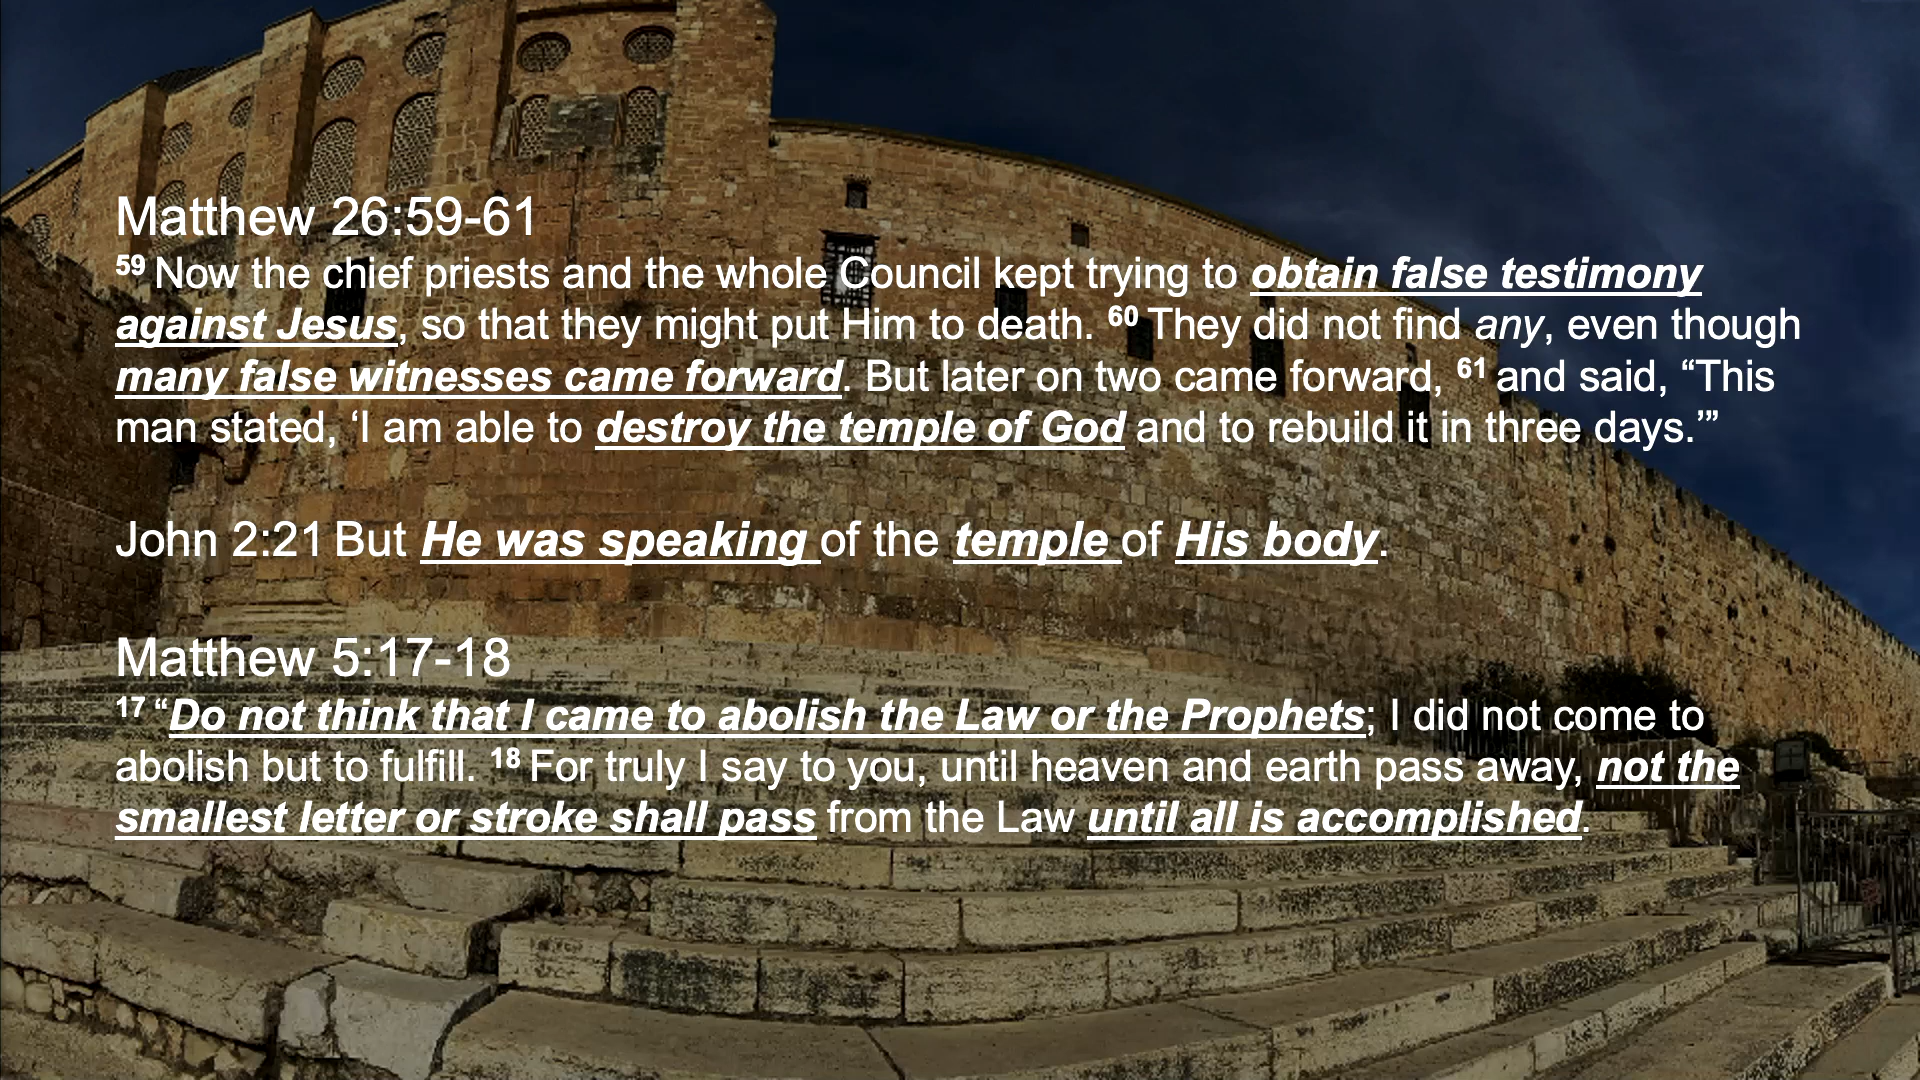 Matthew 26:59-61
59 Now the chief priests and the whole Council kept trying to obtain false testimony
against Jesus, so that they might put Him to death. 60 They did not find any, even though
many false witnesses came forward. But later on two came forward, 61 and said, “This
man stated, ‘I am able to destroy the temple of God and to rebuild it in three days.’”
John 2:21 But He was speaking of the temple of His body.
Matthew 5:17-18
17 “Do not think that I came to abolish the Law or the Prophets; I did not come to
abolish but to fulfill. 18 For truly I say to you, until heaven and earth pass away, not the
smallest letter or stroke shall pass from the Law until all is accomplished.